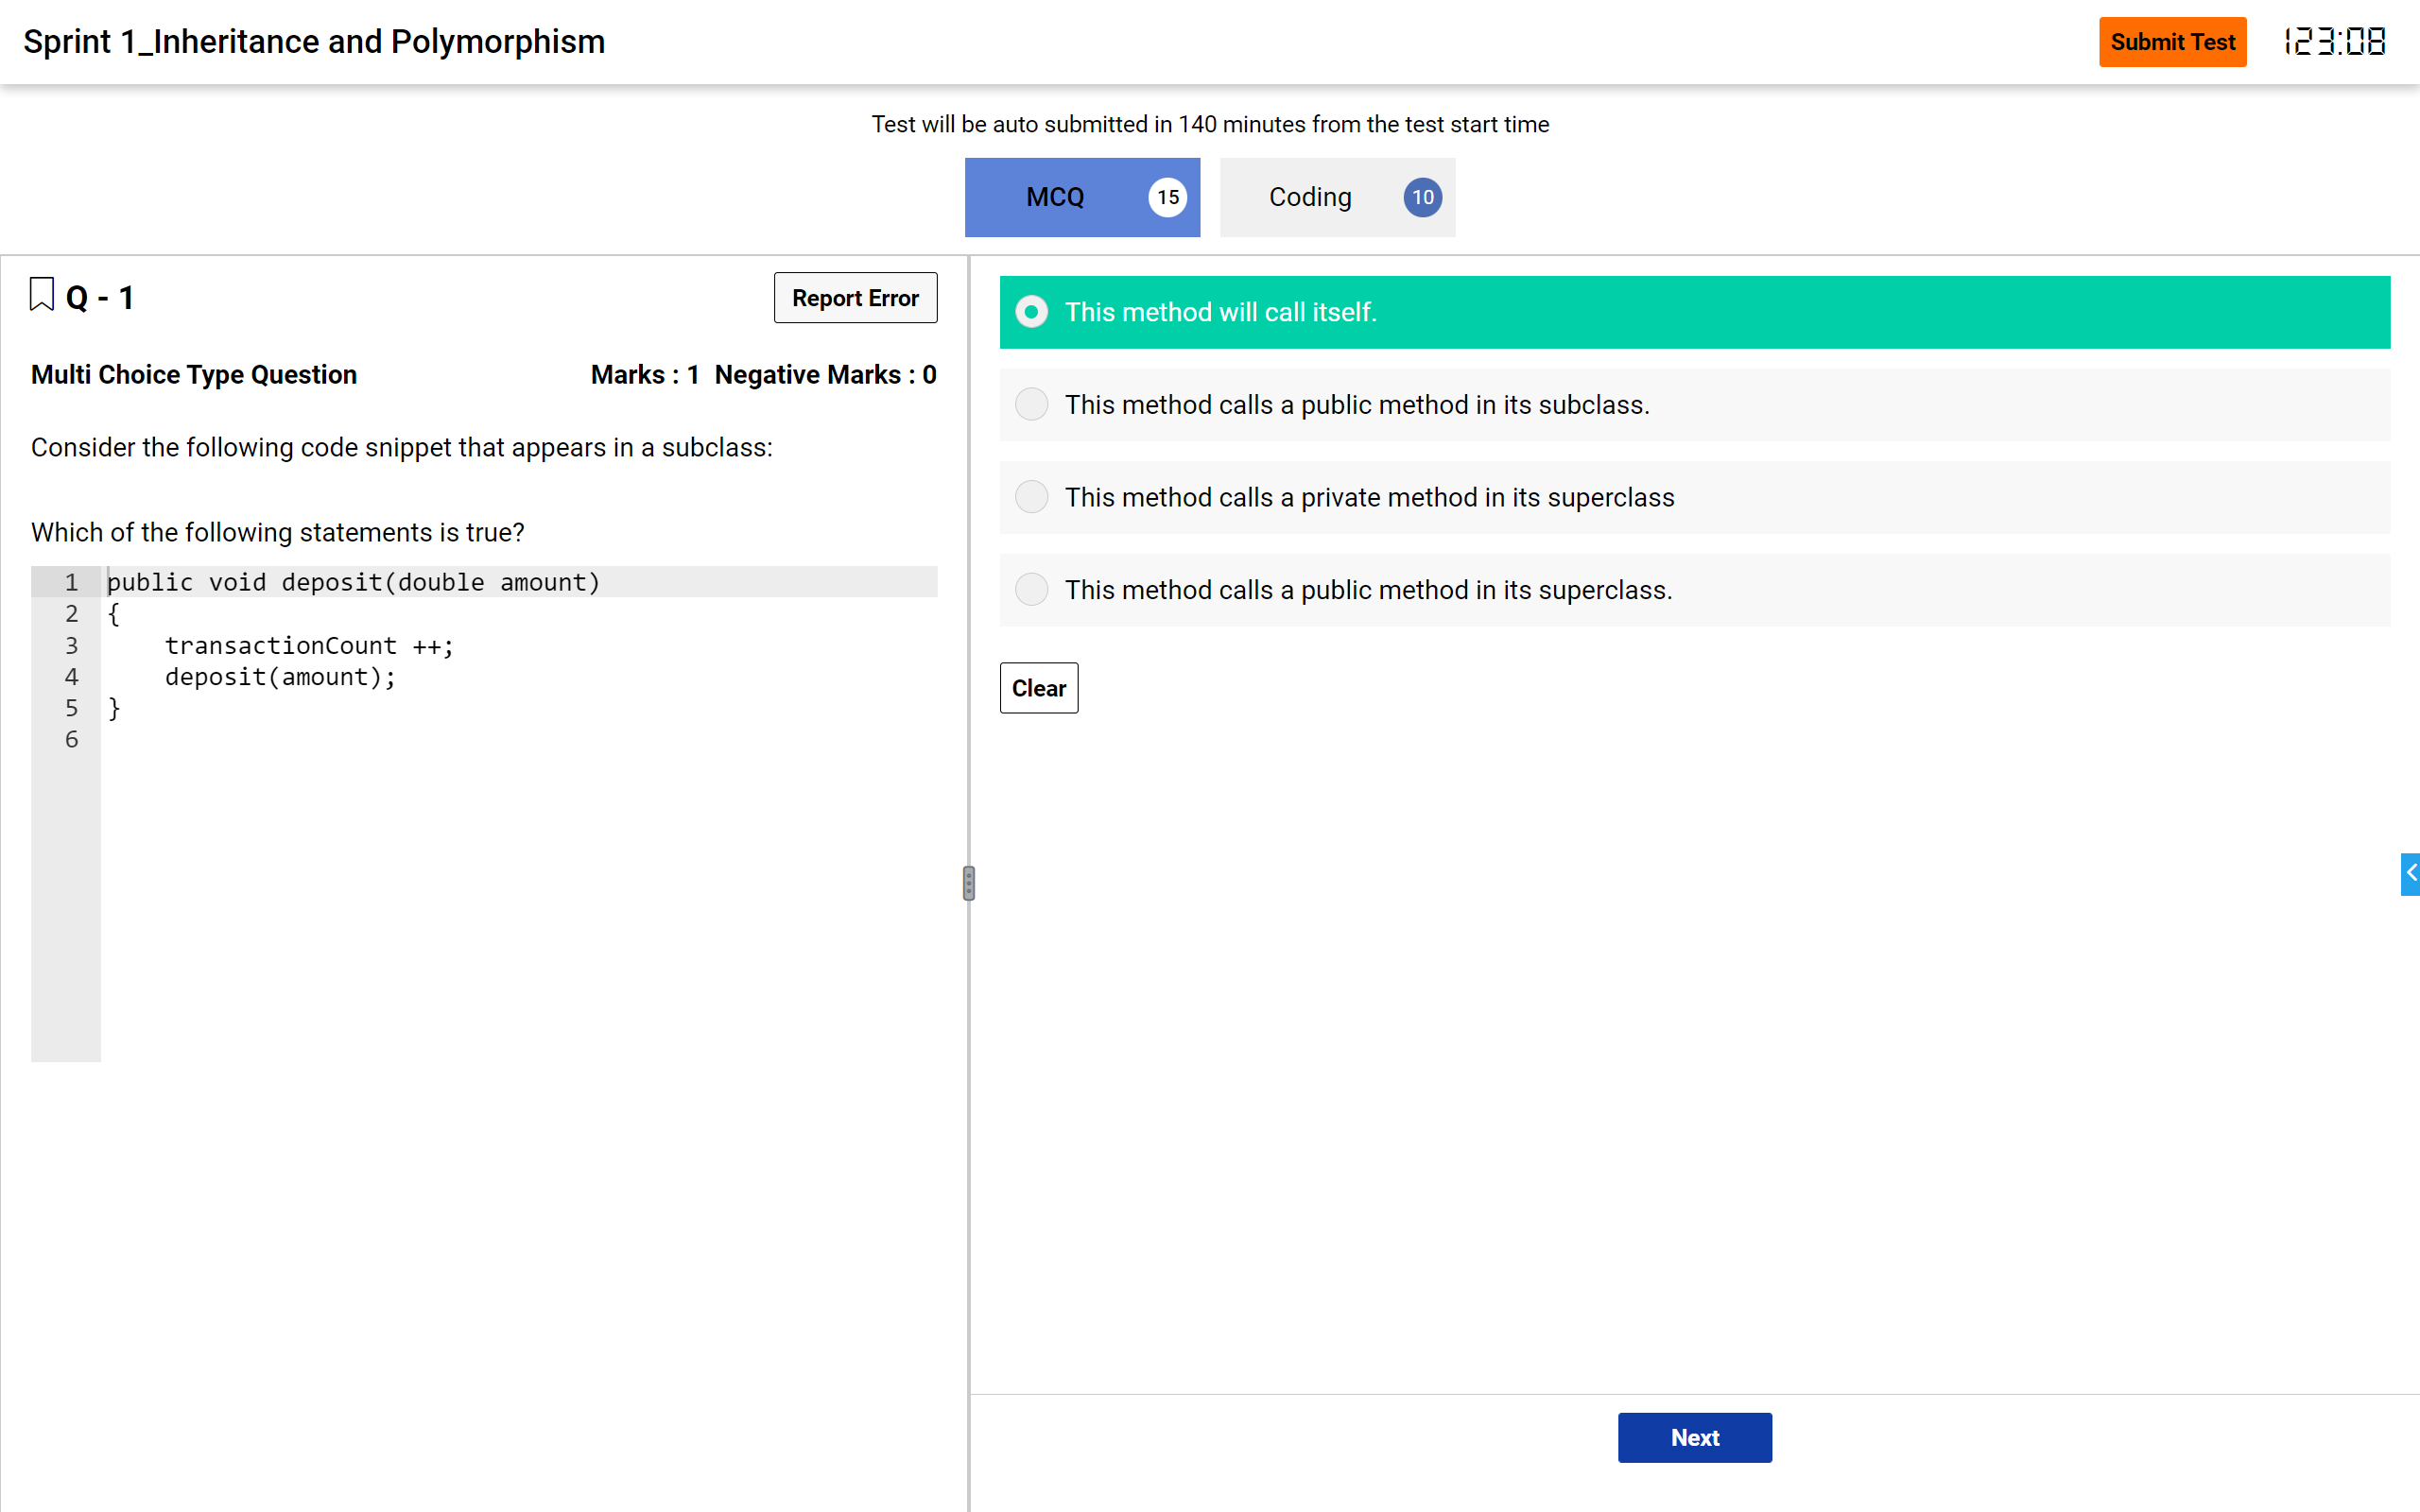 Sprint 1_Inheritance and Polymorphism
Submit Test
123:08
Test will be auto submitted in 140 minutes from the test start time
MCQ 15
Coding 10
Q - 1
Report Error
Multi Choice Type Question
Marks : 1 Negative Marks : 0
Consider the following code snippet that appears in a subclass:
Which of the following statements is true?
1 public void deposit(double amount)
2 {
3     transactionCount ++;
4     deposit(amount);
5 }
6
This method will call itself.
This method calls a public method in its subclass.
This method calls a private method in its superclass
This method calls a public method in its superclass.
Clear
Next